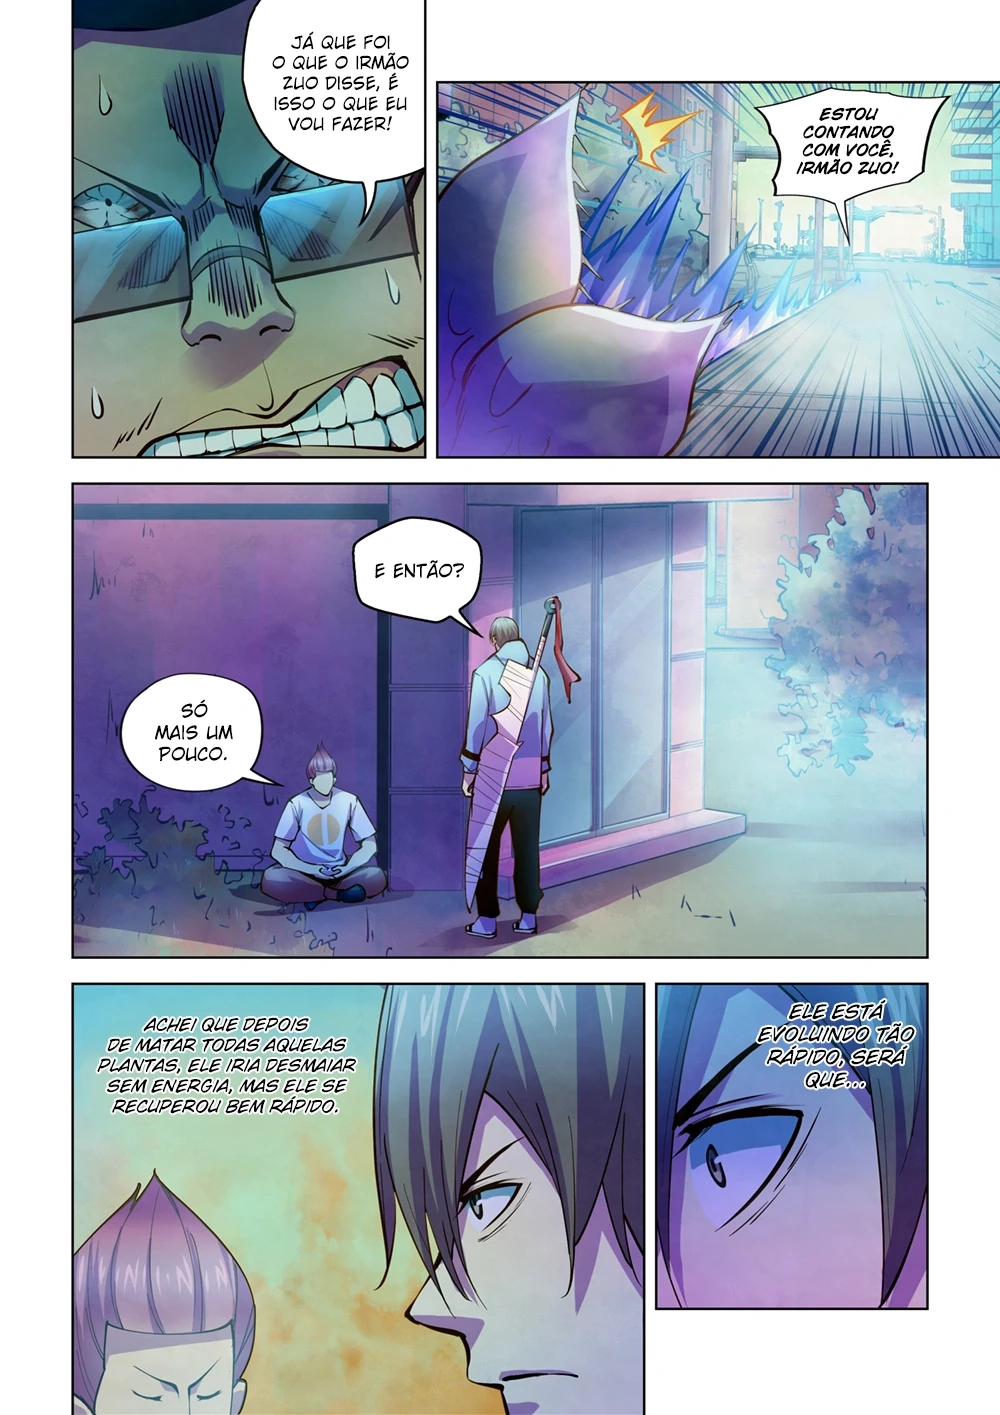 JÁ QUE FOI
O QUE O IRMÃO
ZUO DISSE, É
ISSO O QUE EU
VOU FAZER!
ESTOU
CONTANDO
COM VOCÊ,
IRMÃO ZUO!
E ENTÃO?
SÓ
MAIS UM
POUCO.
ACHEI QUE DEPOIS
DE MATAR TODAS AQUELAS
PLANTAS, ELE IRIA DESMAIAR
SEM ENERGIA, MAS ELE SE
RECUPEROU BEM RÁPIDO.
ELE ESTÁ
EVOLUINDO TÃO
RÁPIDO, SERÁ
QUE...